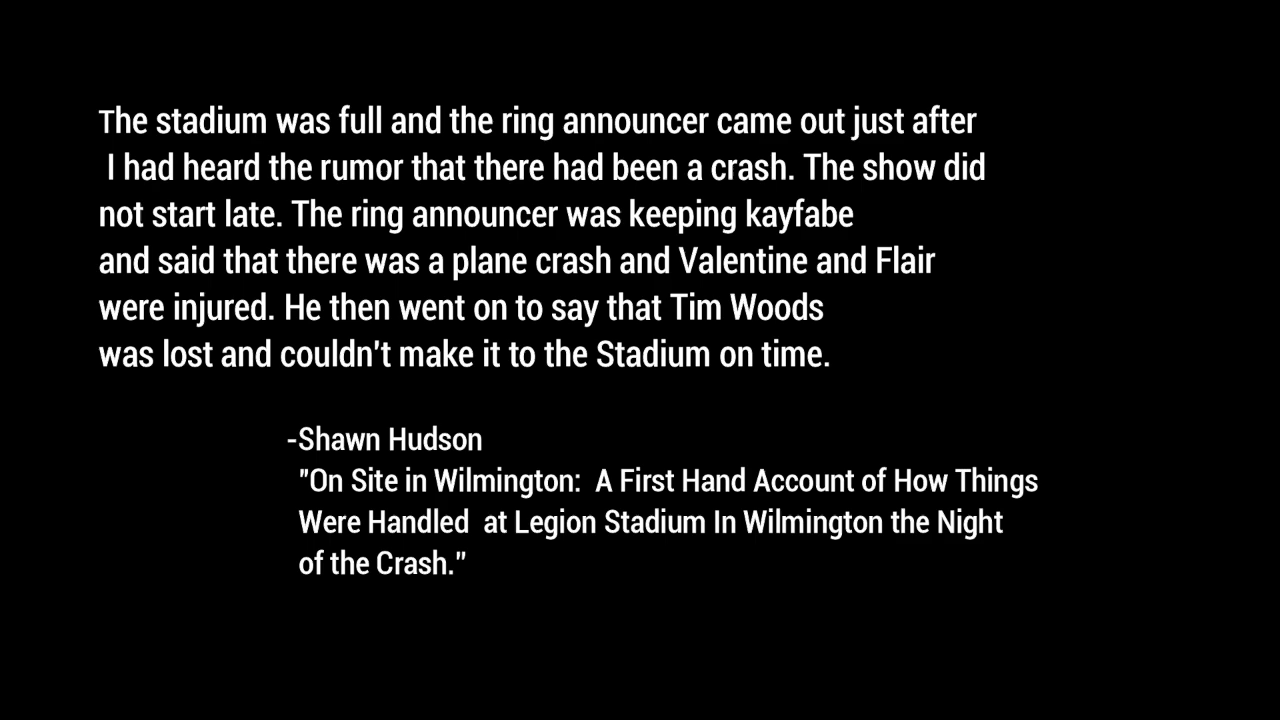 The stadium was full and the ring announcer came out just after
I had heard the rumor that there had been a crash. The show did
not start late. The ring announcer was keeping kayfabe
and said that there was a plane crash and Valentine and Flair
were injured. He then went on to say that Tim Woods
was lost and couldn't make it to the Stadium on time.
-Shawn Hudson
"On Site in Wilmington:  A First Hand Account of How Things
Were Handled  at Legion Stadium In Wilmington the Night
of the Crash."